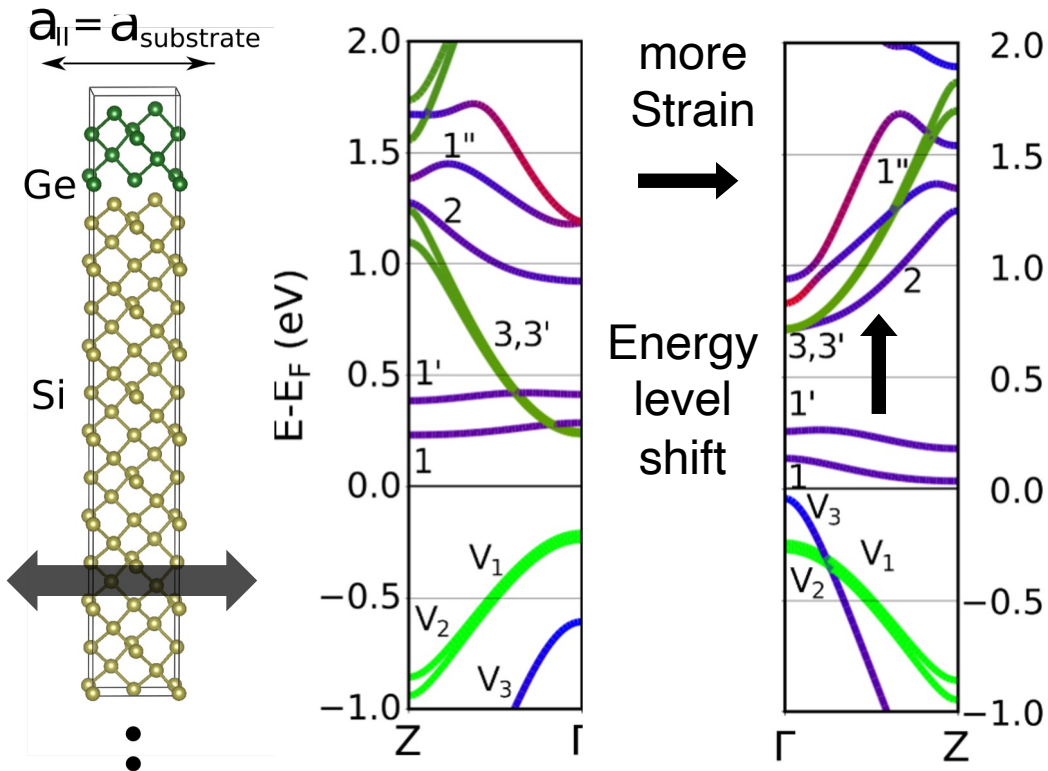 a|| = a substrate
Ge
Si
E-E_F (eV)
2.0
1.5
1.0
0.5
0.0
−0.5
−1.0
1"
2
3,3'
1'
1
V1
V2
V3
Z
Γ
more
Strain
Energy
level
shift
1"
2
3,3'
1'
1
V3
V1
V2
2.0
1.5
1.0
0.5
0.0
−0.5
−1.0
Γ
Z